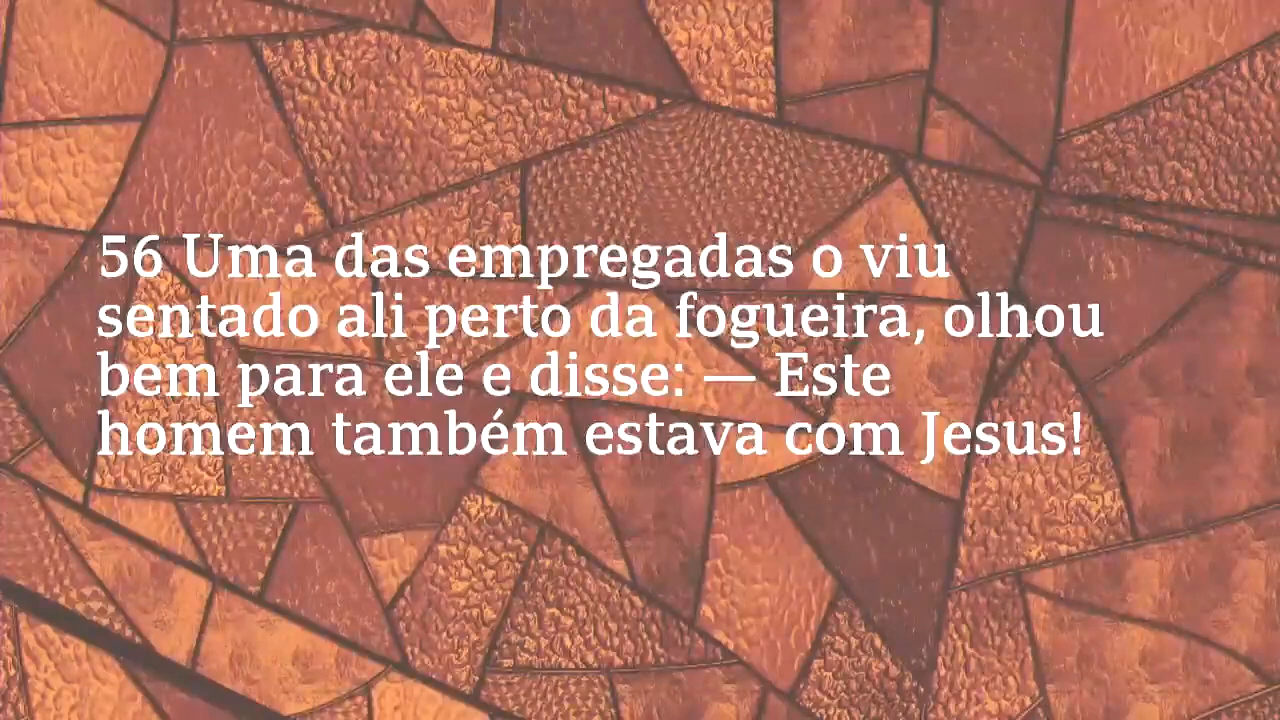 56 Uma das empregadas o viu
sentado ali perto da fogueira, olhou
bem para ele e disse: — Este
homem também estava com Jesus!